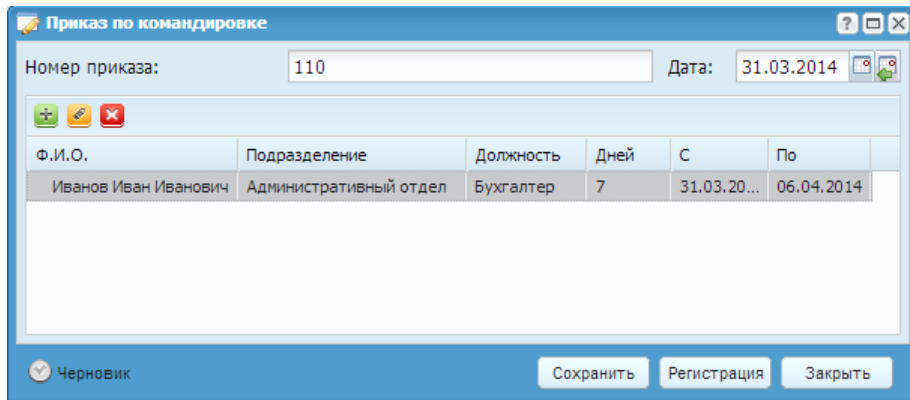 Приказ по командировке
Номер приказа: 110 Дата: 31.03.2014
Ф.И.О. Подразделение Должность Дней С По
Иванов Иван Иванович Административный отдел Бухгалтер 7 31.03.20... 06.04.2014
Черновик Сохранить Регистрация Закрыть